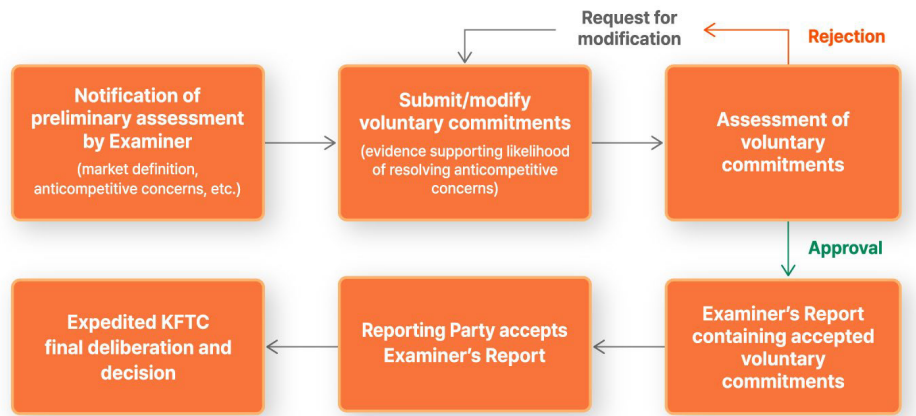 Request for
modification
Rejection
Notification of
preliminary assessment
by Examiner
(market definition,
anticompetitive concerns, etc.)
Submit/modify
voluntary commitments
(evidence supporting likelihood
of resolving anticompetitive
concerns)
Assessment of
voluntary
commitments
Approval
Expedited KFTC
final deliberation and
decision
Reporting Party accepts
Examiner's Report
Examiner's Report
containing accepted
voluntary
commitments